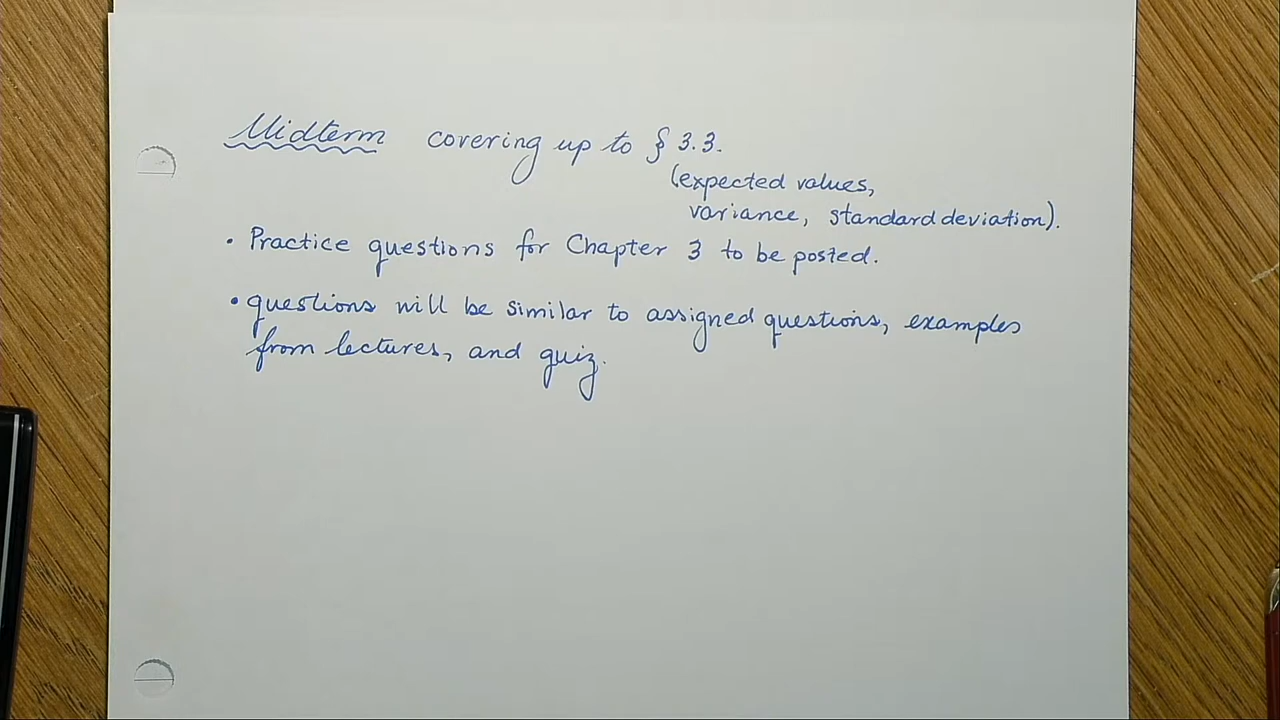 Midterm covering up to § 3.3.
(expected values,
variance, standard deviation).
• Practice questions for Chapter 3 to be posted.
• questions will be similar to assigned questions, examples
from lectures, and quiz.